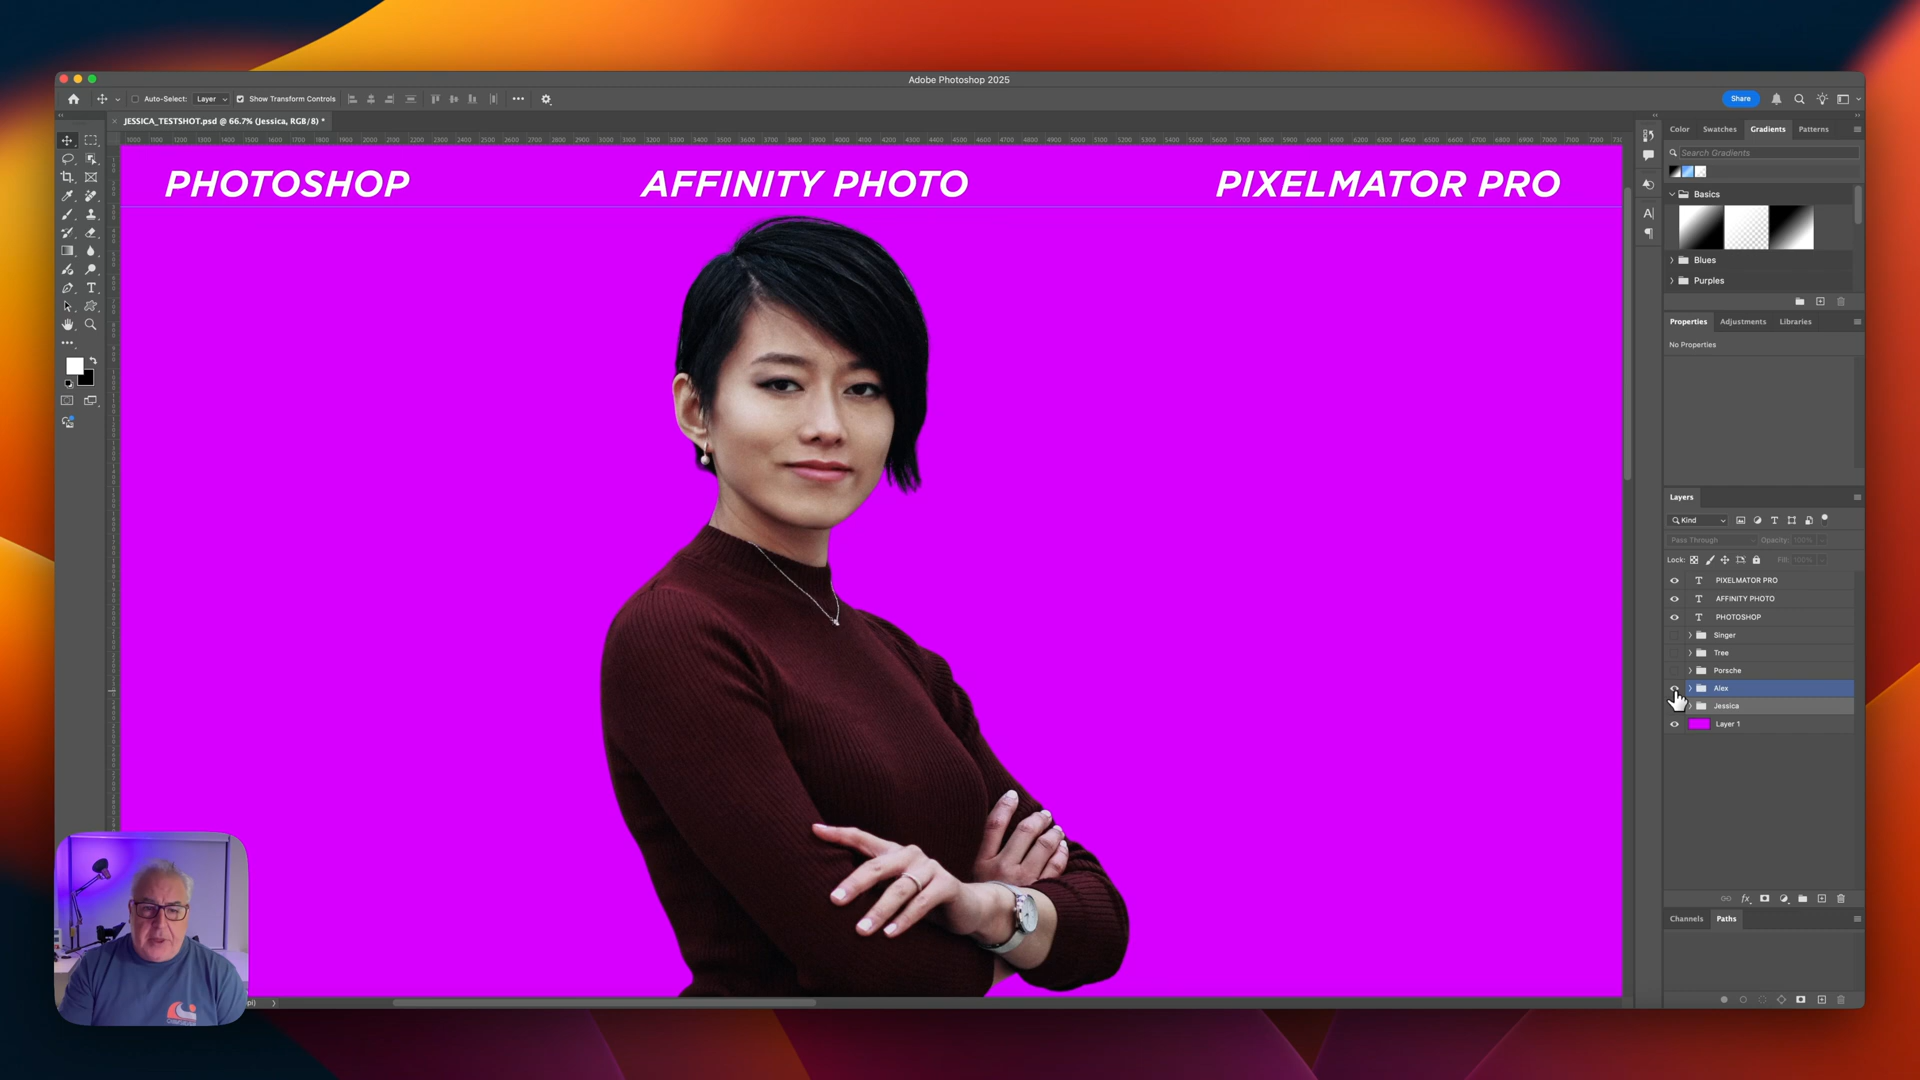 Adobe Photoshop 2025
Auto-Select: Layer Show Transform Controls Share
JESSICA_TESTSHOT.psd @ 66.7% (Jessica, RGB/8) *
PHOTOSHOP AFFINITY PHOTO PIXELMATOR PRO
Color Swatches Gradients Patterns
Search Gradients
Basics
Blues
Purples
Properties Adjustments Libraries
No Properties
Layers
Kind
Pass Through Opacity: 100%
Lock: Fill: 100%
PIXELMATOR PRO
AFFINITY PHOTO
PHOTOSHOP
Singer
Tree
Porsche
Alex
Jessica
Layer 1
fx
Channels Paths